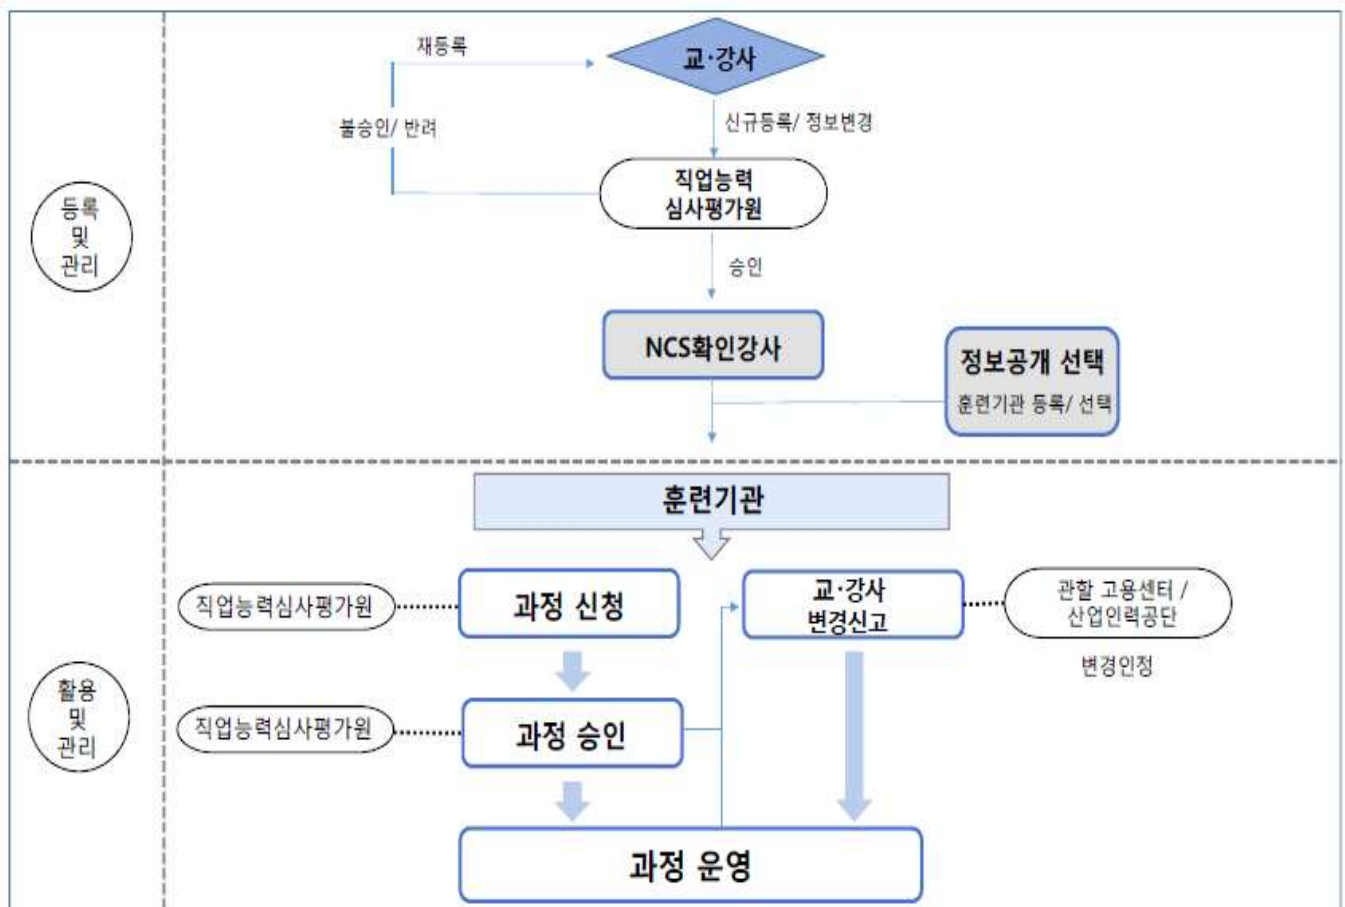 재등록
교·강사
불승인/ 반려
신규등록/ 정보변경
직업능력
심사평가원
등록
및
관리
승인
NCS확인강사
정보공개 선택
훈련기관 등록/ 선택
훈련기관
직업능력심사평가원
과정 신청
교·강사
변경신고
관할 고용센터 /
산업인력공단
변경인정
활용
및
관리
직업능력심사평가원
과정 승인
과정 운영